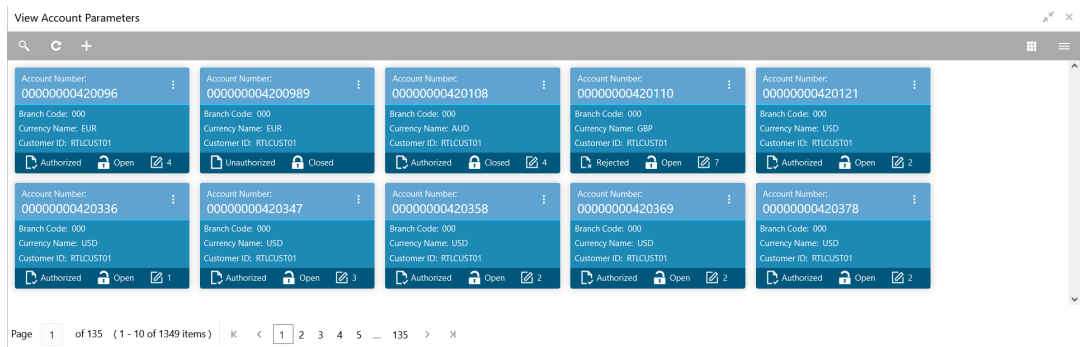 View Account Parameters
Account Number:
00000000420096
Branch Code: 000
Currency Name: EUR
Customer ID: RTLCUST01
Authorized Open 4
Account Number:
000000004200989
Branch Code: 000
Currency Name: EUR
Customer ID: RTLCUST01
Unauthorized Closed
Account Number:
00000000420108
Branch Code: 000
Currency Name: AUD
Customer ID: RTLCUST01
Authorized Closed 4
Account Number:
00000000420110
Branch Code: 000
Currency Name: GBP
Customer ID: RTLCUST01
Rejected Open 7
Account Number:
00000000420121
Branch Code: 000
Currency Name: USD
Customer ID: RTLCUST01
Authorized Open 2
Account Number:
00000000420336
Branch Code: 000
Currency Name: USD
Customer ID: RTLCUST01
Authorized Open 1
Account Number:
00000000420347
Branch Code: 000
Currency Name: USD
Customer ID: RTLCUST01
Authorized Open 3
Account Number:
00000000420358
Branch Code: 000
Currency Name: USD
Customer ID: RTLCUST01
Authorized Open 2
Account Number:
00000000420369
Branch Code: 000
Currency Name: USD
Customer ID: RTLCUST01
Authorized Open 2
Account Number:
00000000420378
Branch Code: 000
Currency Name: USD
Customer ID: RTLCUST01
Authorized Open 2
Page 1 of 135 ( 1 - 10 of 1349 items ) 1 2 3 4 5 ... 135